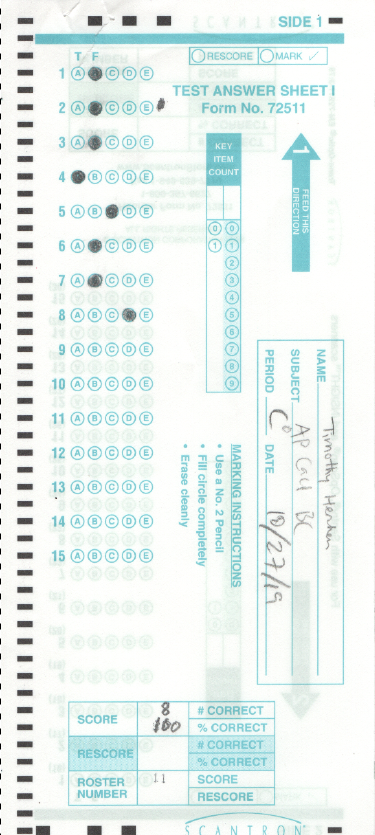 SCANTR
SIDE 1
T F
RESCORE MARK
1 A B C D E
2 A B C D E
3 A B C D E
4 A B C D E
5 A B C D E
6 A B C D E
7 A B C D E
8 A B C D E
9 A B C D E
10 A B C D E
11 A B C D E
12 A B C D E
13 A B C D E
14 A B C D E
15 A B C D E
TEST ANSWER SHEET
Form No. 72511
KEY
ITEM
COUNT
0 0
1 1
2
3
4
5
6
7
8
9
1
FEED THIS
DIRECTION
NAME Timothy
SUBJECT AP Calc BC
PERIOD C DATE 10/27/19
MARKING INSTRUCTIONS
• Use a No. 2 Pencil
• Fill circle completely
• Erase cleanly
SCORE 8 # CORRECT
100 % CORRECT
RESCORE # CORRECT
% CORRECT
ROSTER NUMBER 11 SCORE
RESCORE
SCANTRON